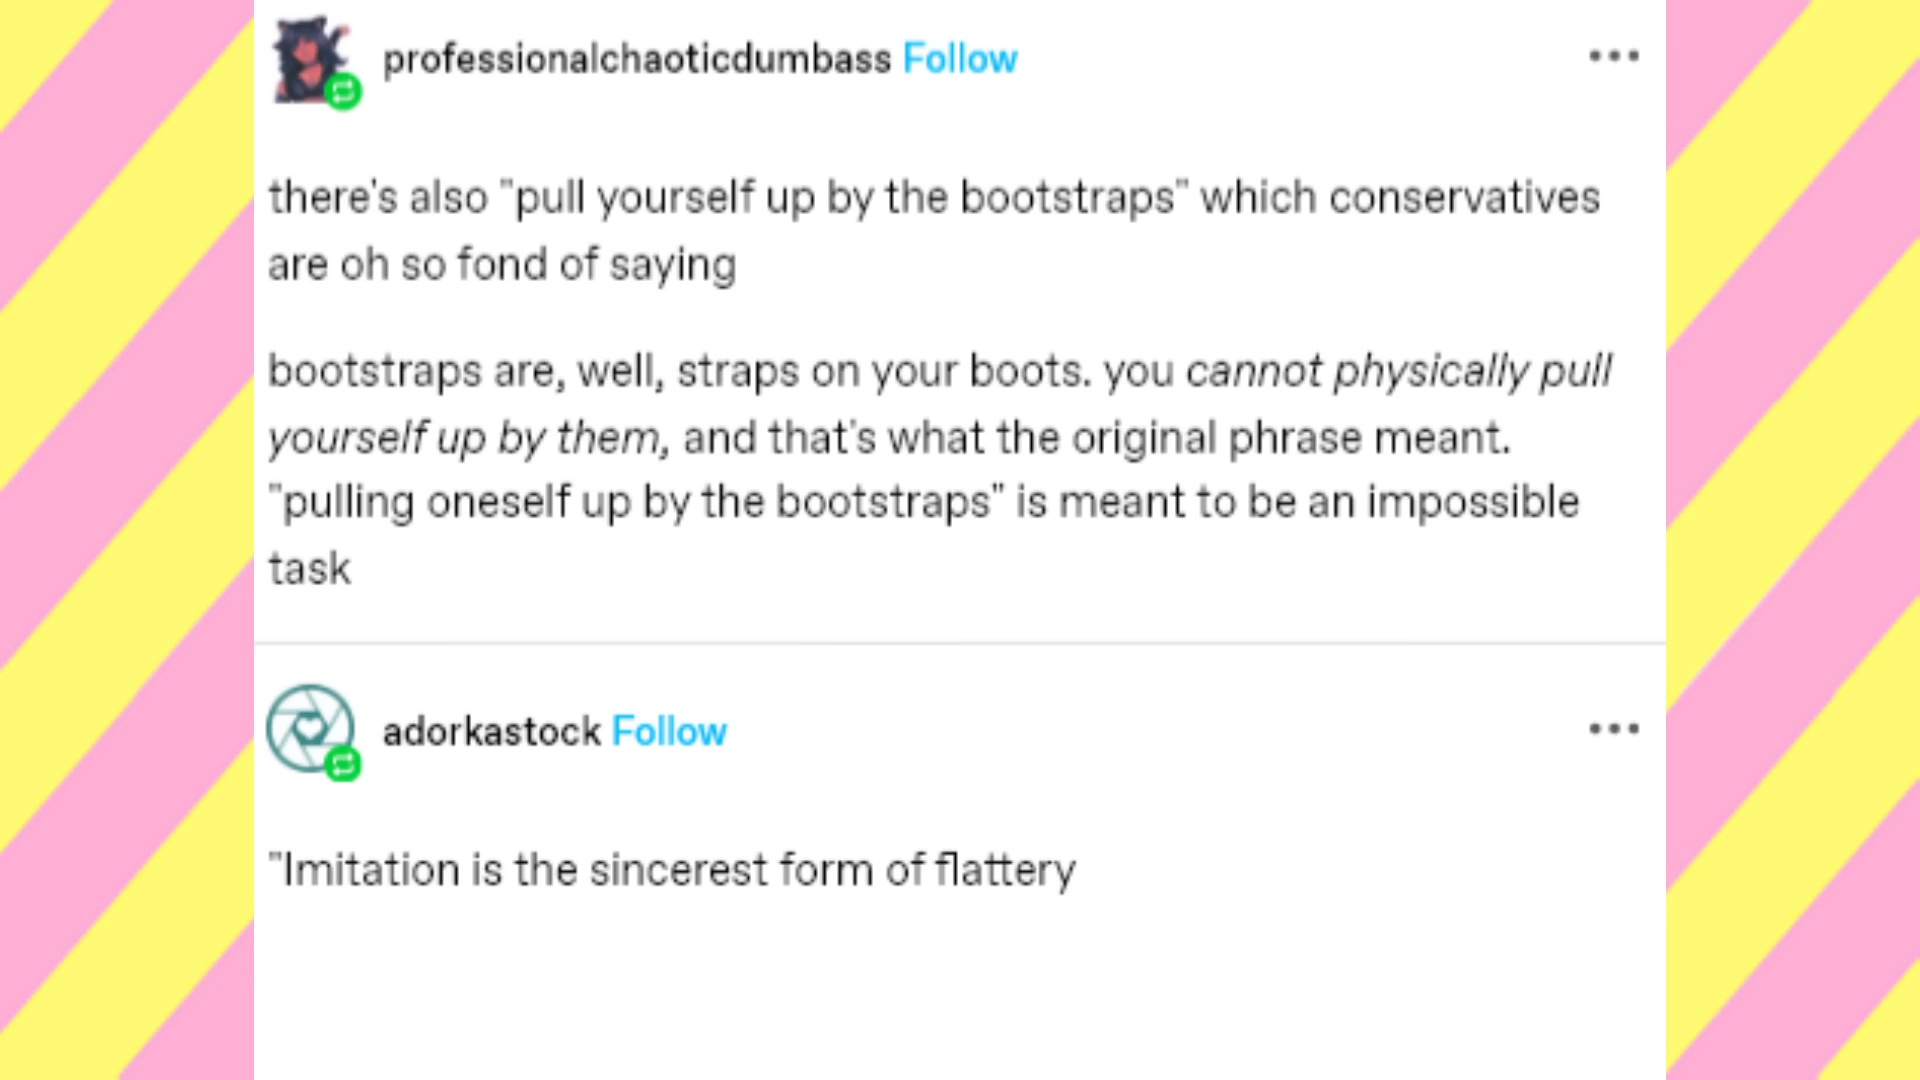 professionalchaoticdumbass Follow
there's also "pull yourself up by the bootstraps" which conservatives
are oh so fond of saying
bootstraps are, well, straps on your boots. you cannot physically pull
yourself up by them, and that's what the original phrase meant.
"pulling oneself up by the bootstraps" is meant to be an impossible
task
adorkastock Follow
"Imitation is the sincerest form of flattery